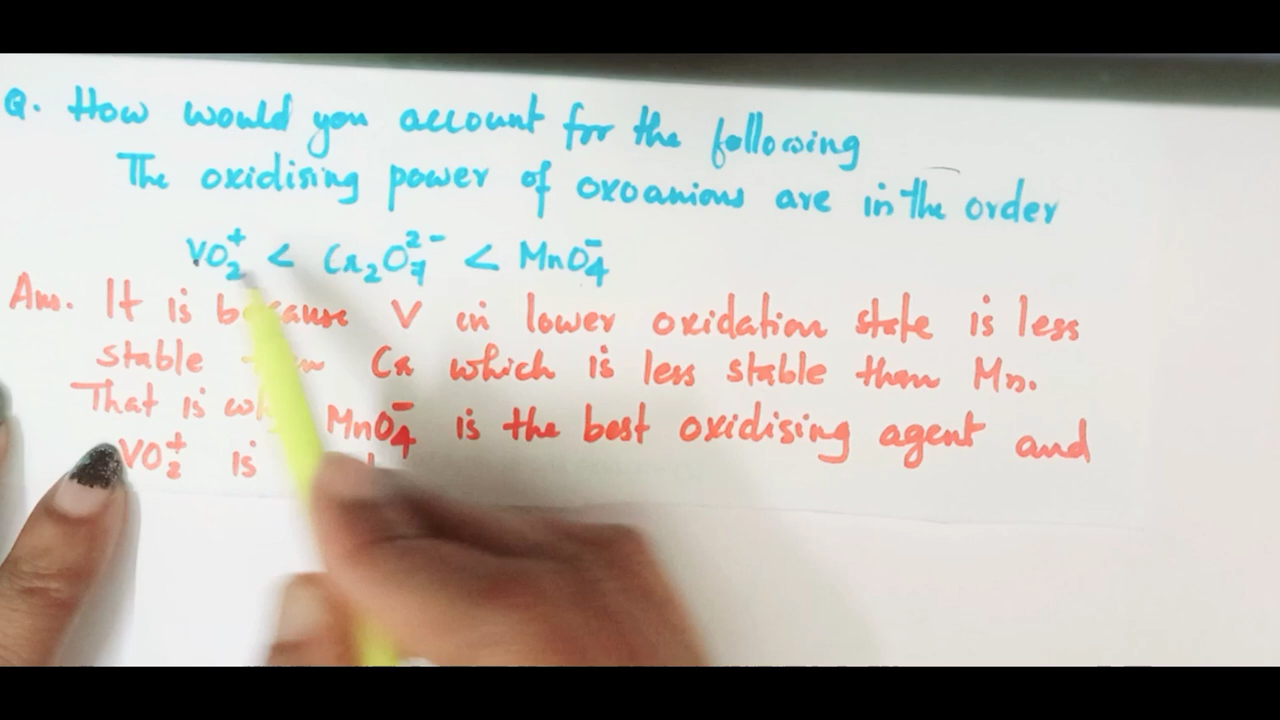 Q. How would you account for the following
The oxidising power of oxoanions are in the order
VO₂⁺ < Cr₂O₇²⁻ < MnO₄⁻
Ans. It is because V in lower oxidation state is less
stable Cr which is less stable than Mn.
That is MnO₄⁻ is the best oxidising agent and
VO₂⁺ is